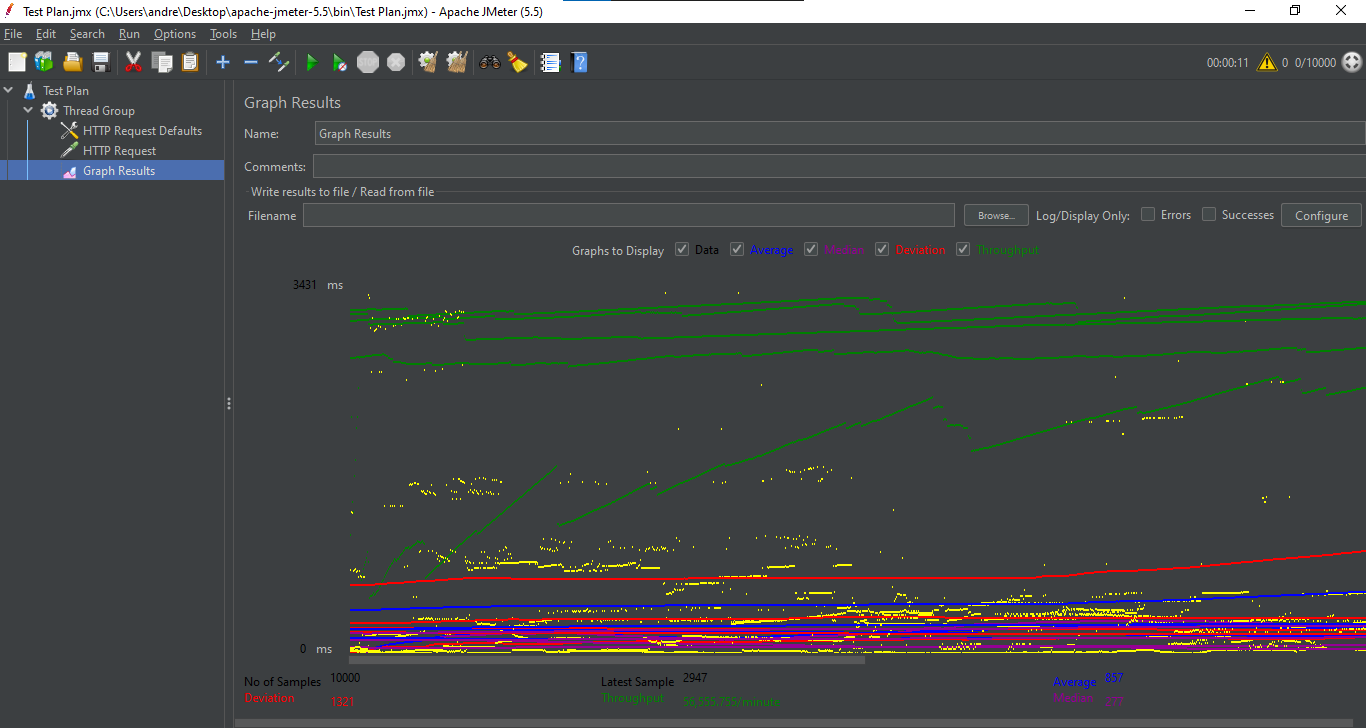 Test Plan.jmx (C:\Users\andre\Desktop\apache-jmeter-5.5\bin\Test Plan.jmx) - Apache JMeter (5.5)
File Edit Search Run Options Tools Help
STOP 00:00:11 0 0/10000
Test Plan
Thread Group
HTTP Request Defaults
HTTP Request
Graph Results
Graph Results
Name: Graph Results
Comments:
Write results to file / Read from file
Filename Browse... Log/Display Only: Errors Successes Configure
Graphs to Display Data Average Median Deviation Throughput
3431 ms
0 ms
No of Samples 10000 Latest Sample 2947 Average 857
Deviation 1321 Throughput 56,555.755/minute Median